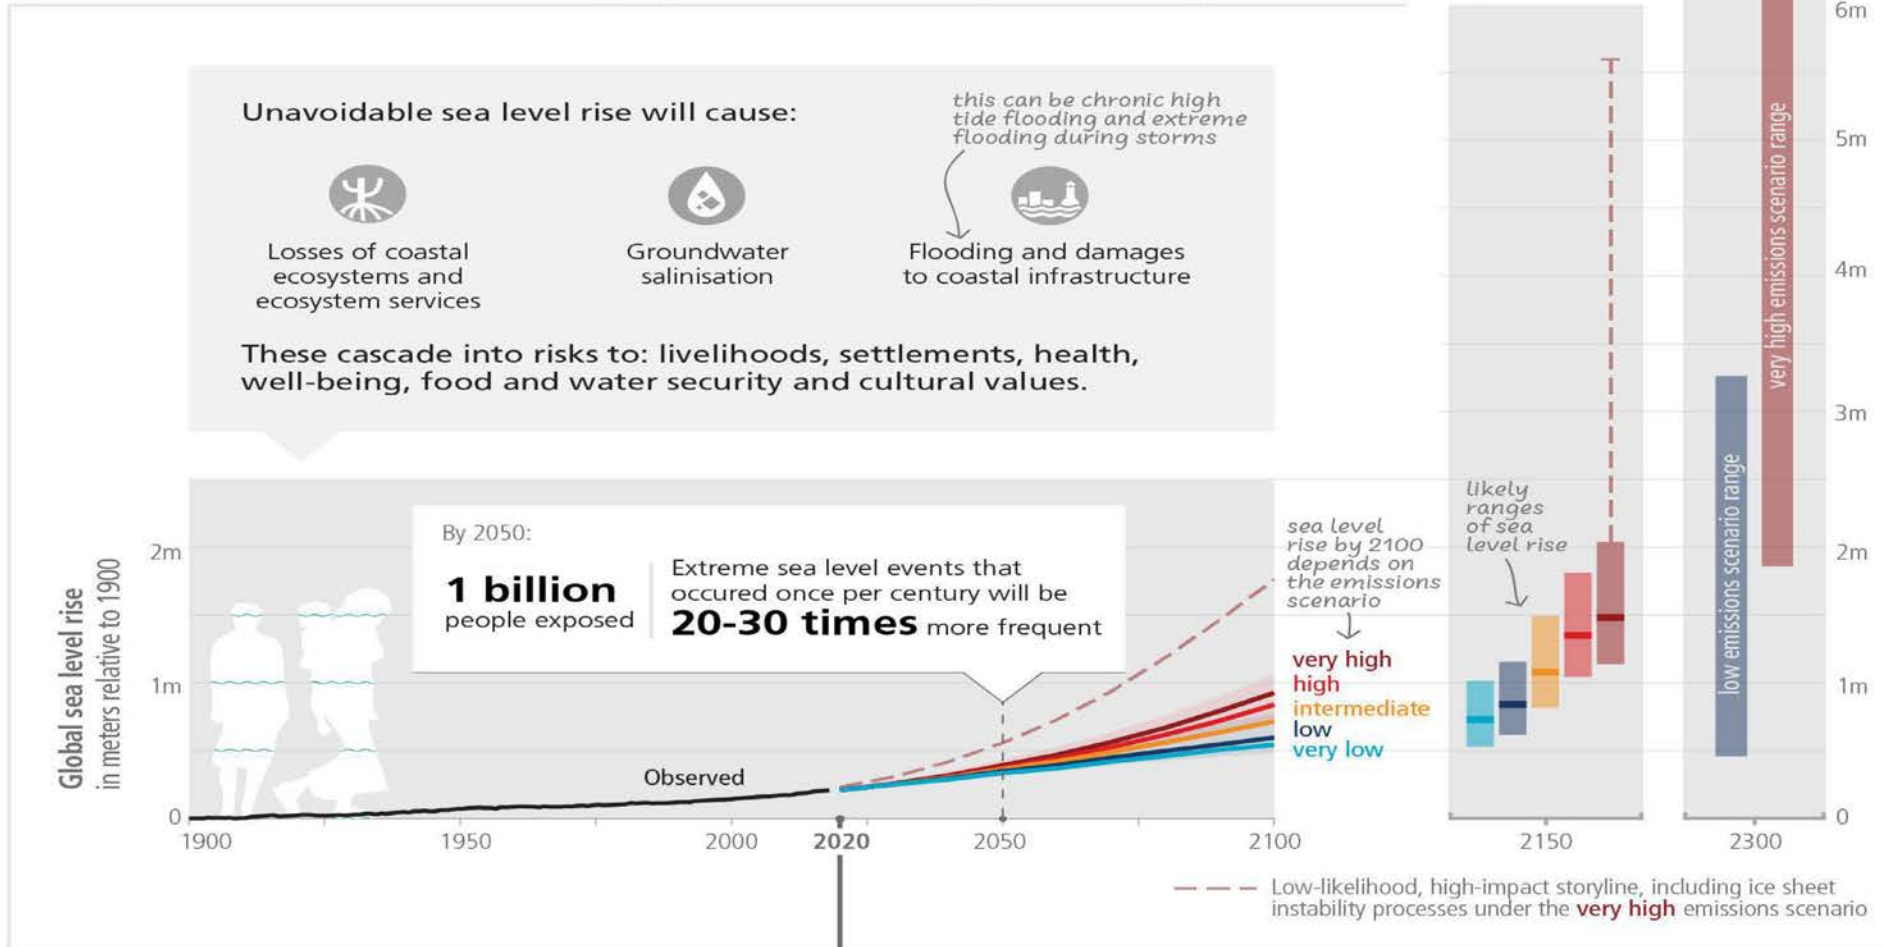 Unavoidable sea level rise will cause:
this can be chronic high
tide flooding and extreme
flooding during storms
Losses of coastal
ecosystems and
ecosystem services
Groundwater
salinisation
Flooding and damages
to coastal infrastructure
These cascade into risks to: livelihoods, settlements, health,
well-being, food and water security and cultural values.
Global sea level rise
in meters relative to 1900
2m
1m
0
By 2050:
1 billion
people exposed
Extreme sea level events that
occured once per century will be
20-30 times more frequent
Observed
1900
1950
2000
2020
2050
2100
sea level
rise by 2100
depends on
the emissions
scenario
very high
high
intermediate
low
very low
likely
ranges
of sea
level rise
2150
low emissions scenario range
very high emissions scenario range
2300
6m
5m
4m
3m
2m
1m
0
Low-likelihood, high-impact storyline, including ice sheet
instability processes under the very high emissions scenario